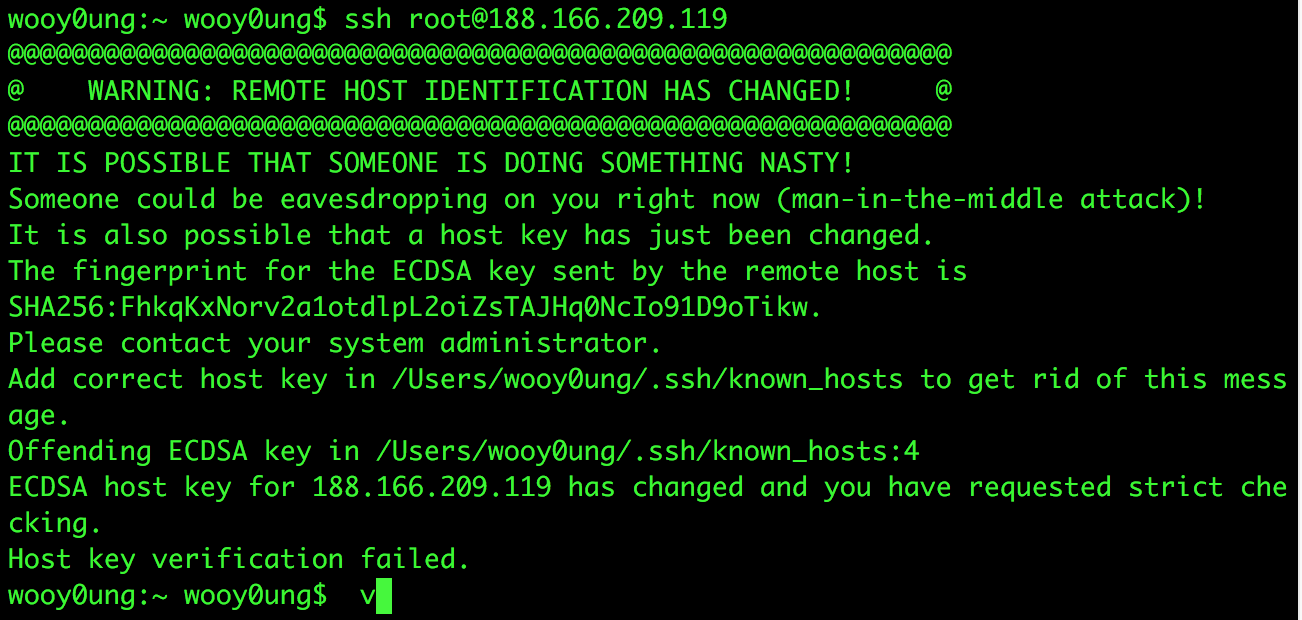 wooy0ung:~ wooy0ung$ ssh root@188.166.209.119
@@@@@@@@@@@@@@@@@@@@@@@@@@@@@@@@@@@@@@@@@@@@@@@@@@@@@@@@@@@
@    WARNING: REMOTE HOST IDENTIFICATION HAS CHANGED!     @
@@@@@@@@@@@@@@@@@@@@@@@@@@@@@@@@@@@@@@@@@@@@@@@@@@@@@@@@@@@
IT IS POSSIBLE THAT SOMEONE IS DOING SOMETHING NASTY!
Someone could be eavesdropping on you right now (man-in-the-middle attack)!
It is also possible that a host key has just been changed.
The fingerprint for the ECDSA key sent by the remote host is
SHA256:FhkqKxNorv2a1otdlpL2oiZsTAJHq0NcIo91D9oTikw.
Please contact your system administrator.
Add correct host key in /Users/wooy0ung/.ssh/known_hosts to get rid of this mess
age.
Offending ECDSA key in /Users/wooy0ung/.ssh/known_hosts:4
ECDSA host key for 188.166.209.119 has changed and you have requested strict che
cking.
Host key verification failed.
wooy0ung:~ wooy0ung$  v